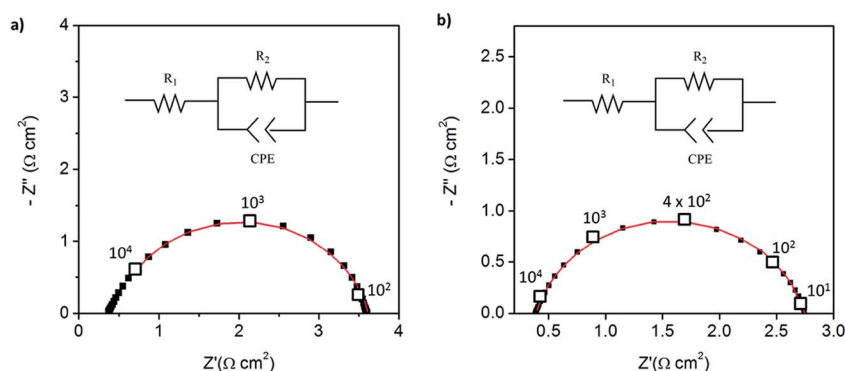 a)
- Z'' (Ω cm²)
4
3
2
1
0
R₁
R₂
CPE
10⁴
10³
10²
0
1
2
3
4
Z'(Ω cm²)
b)
- Z'' (Ω cm²)
2.5
2.0
1.5
1.0
0.5
0.0
R₁
R₂
CPE
10⁴
10³
4 x 10²
10²
10¹
0.5
1.0
1.5
2.0
2.5
3.0
Z'(Ω cm²)